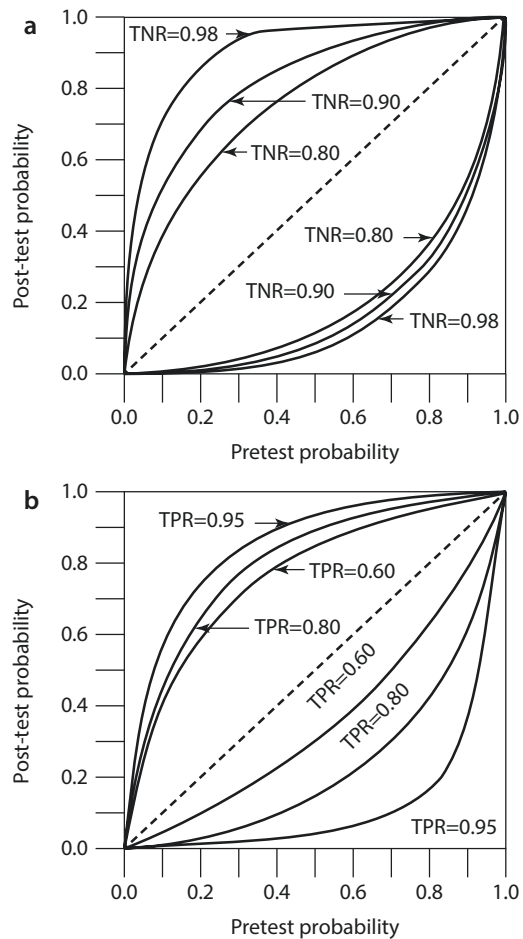 a
Post-test probability
1.0
0.8
0.6
0.4
0.2
0.0
TNR=0.98
TNR=0.90
TNR=0.80
TNR=0.80
TNR=0.90
TNR=0.98
0.0 0.2 0.4 0.6 0.8 1.0
Pretest probability
b
Post-test probability
1.0
0.8
0.6
0.4
0.2
0.0
TPR=0.95
TPR=0.60
TPR=0.80
TPR=0.60
TPR=0.80
TPR=0.95
0.0 0.2 0.4 0.6 0.8 1.0
Pretest probability